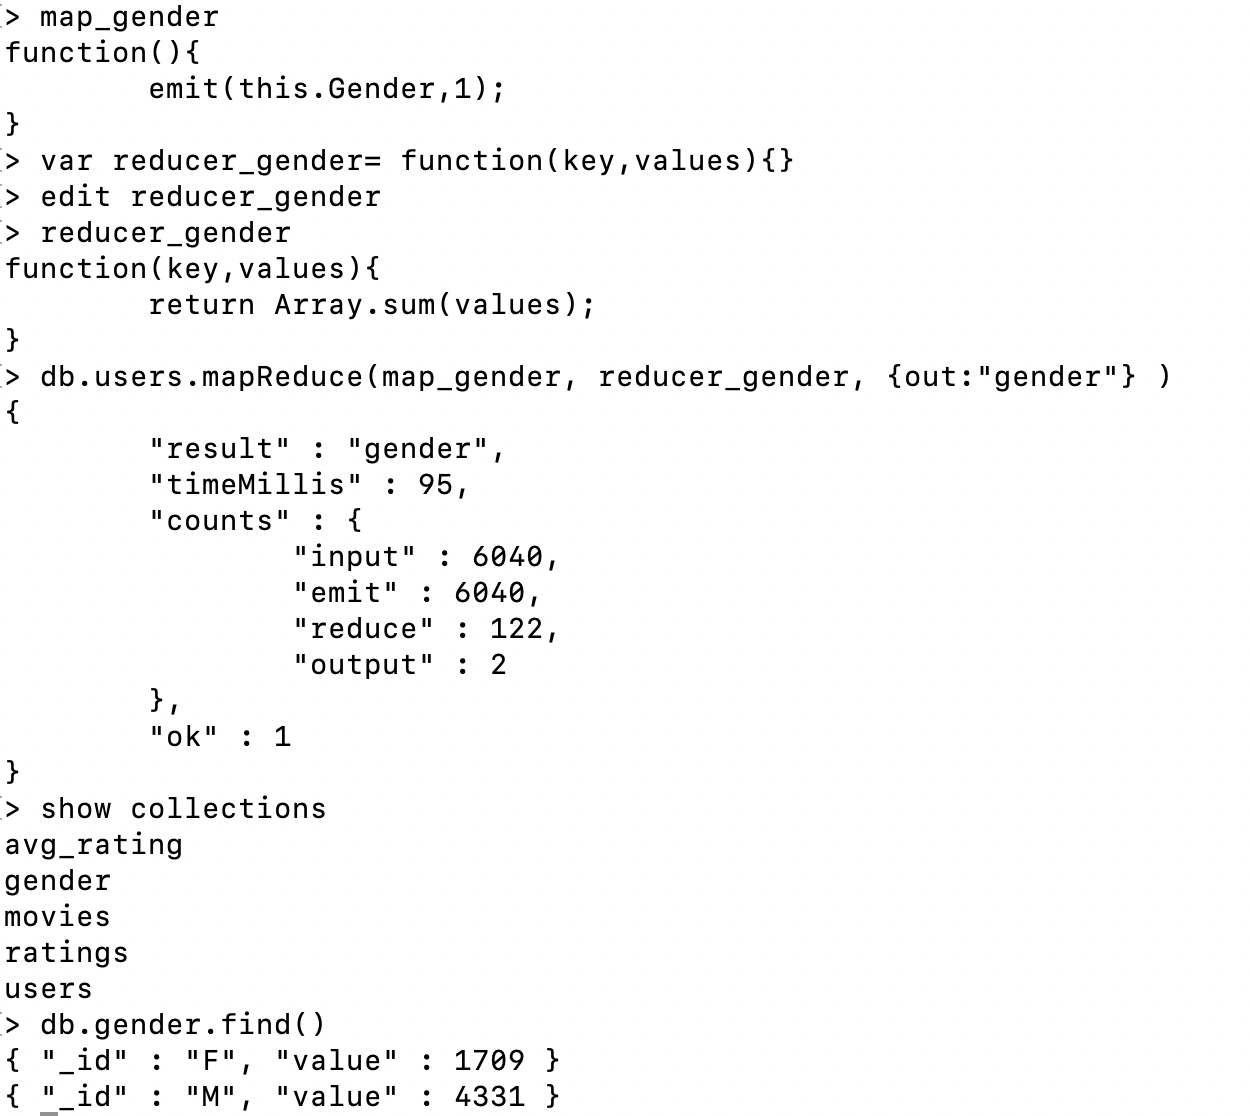 > map_gender
function(){
        emit(this.Gender,1);
}
> var reducer_gender= function(key,values){}
> edit reducer_gender
> reducer_gender
function(key,values){
        return Array.sum(values);
}
> db.users.mapReduce(map_gender, reducer_gender, {out:"gender"} )
{
        "result" : "gender",
        "timeMillis" : 95,
        "counts" : {
                "input" : 6040,
                "emit" : 6040,
                "reduce" : 122,
                "output" : 2
        },
        "ok" : 1
}
> show collections
avg_rating
gender
movies
ratings
users
> db.gender.find()
{ "_id" : "F", "value" : 1709 }
{ "_id" : "M", "value" : 4331 }